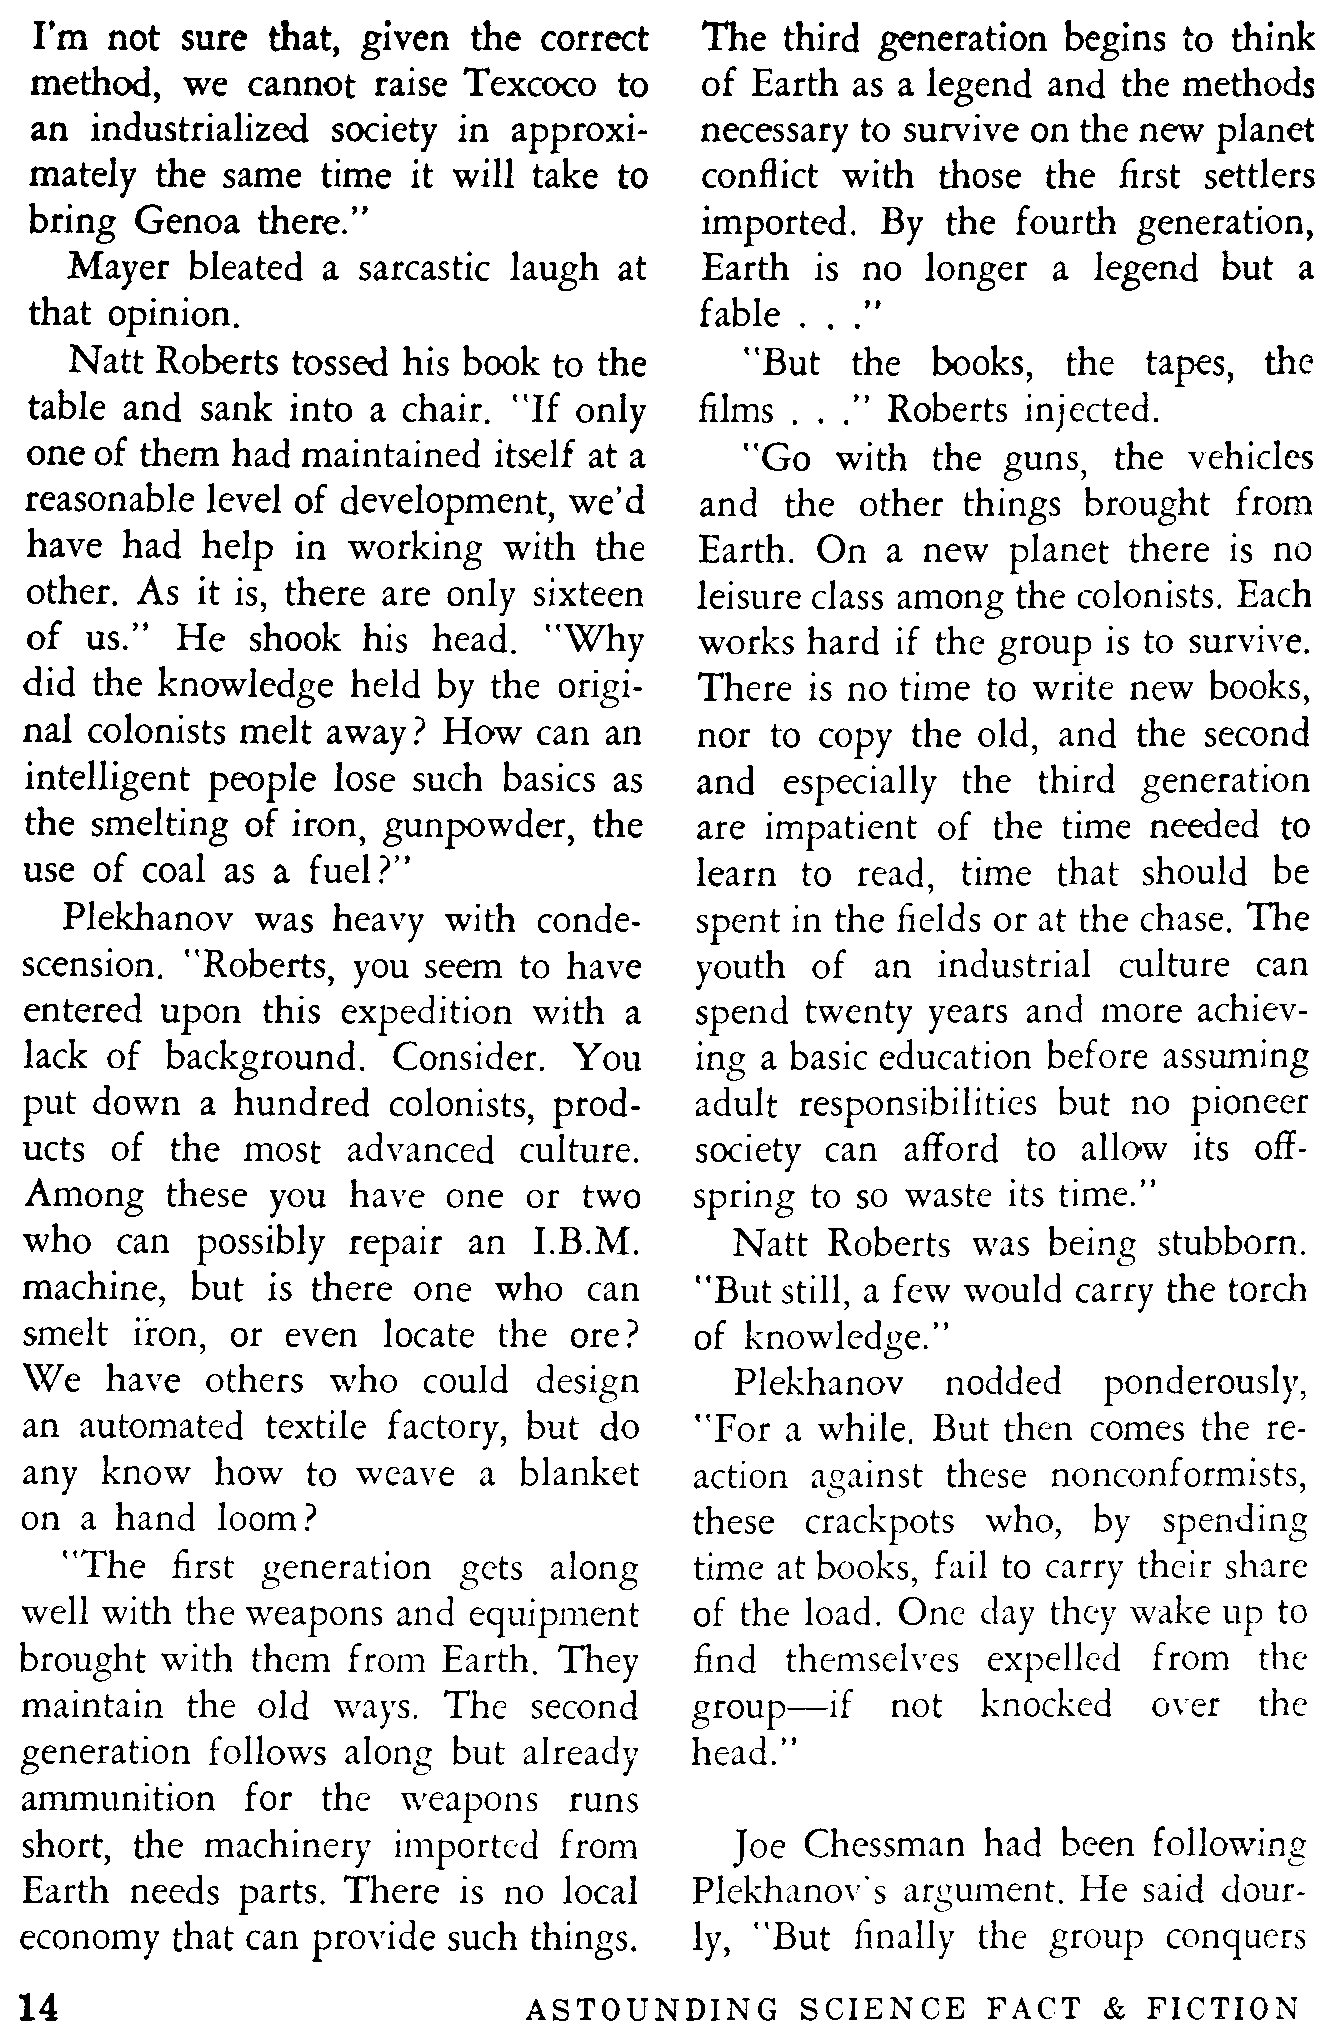 I'm not sure that, given the correct
method, we cannot raise Texcoco to
an industrialized society in approxi-
mately the same time it will take to
bring Genoa there."
Mayer bleated a sarcastic laugh at
that opinion.
Natt Roberts tossed his book to the
table and sank into a chair. "If only
one of them had maintained itself at a
reasonable level of development, we'd
have had help in working with the
other. As it is, there are only sixteen
of us." He shook his head. "Why
did the knowledge held by the origi-
nal colonists melt away? How can an
intelligent people lose such basics as
the smelting of iron, gunpowder, the
use of coal as a fuel?"
Plekhanov was heavy with conde-
scension. "Roberts, you seem to have
entered upon this expedition with a
lack of background. Consider. You
put down a hundred colonists, prod-
ucts of the most advanced culture.
Among these you have one or two
who can possibly repair an I.B.M.
machine, but is there one who can
smelt iron, or even locate the ore?
We have others who could design
an automated textile factory, but do
any know how to weave a blanket
on a hand loom?
"The first generation gets along
well with the weapons and equipment
brought with them from Earth. They
maintain the old ways. The second
generation follows along but already
ammunition for the weapons runs
short, the machinery imported from
Earth needs parts. There is no local
economy that can provide such things.
The third generation begins to think
of Earth as a legend and the methods
necessary to survive on the new planet
conflict with those the first settlers
imported. By the fourth generation,
Earth is no longer a legend but a
fable . . ."
"But the books, the tapes, the
films . . ." Roberts injected.
"Go with the guns, the vehicles
and the other things brought from
Earth. On a new planet there is no
leisure class among the colonists. Each
works hard if the group is to survive.
There is no time to write new books,
nor to copy the old, and the second
and especially the third generation
are impatient of the time needed to
learn to read, time that should be
spent in the fields or at the chase. The
youth of an industrial culture can
spend twenty years and more achiev-
ing a basic education before assuming
adult responsibilities but no pioneer
society can afford to allow its off-
spring to so waste its time."
Natt Roberts was being stubborn.
"But still, a few would carry the torch
of knowledge."
Plekhanov nodded ponderously,
"For a while. But then comes the re-
action against these nonconformists,
these crackpots who, by spending
time at books, fail to carry their share
of the load. One day they wake up to
find themselves expelled from the
group—if not knocked over the
head."
Joe Chessman had been following
Plekhanov's argument. He said dour-
ly, "But finally the group conquers
14 ASTOUNDING SCIENCE FACT & FICTION